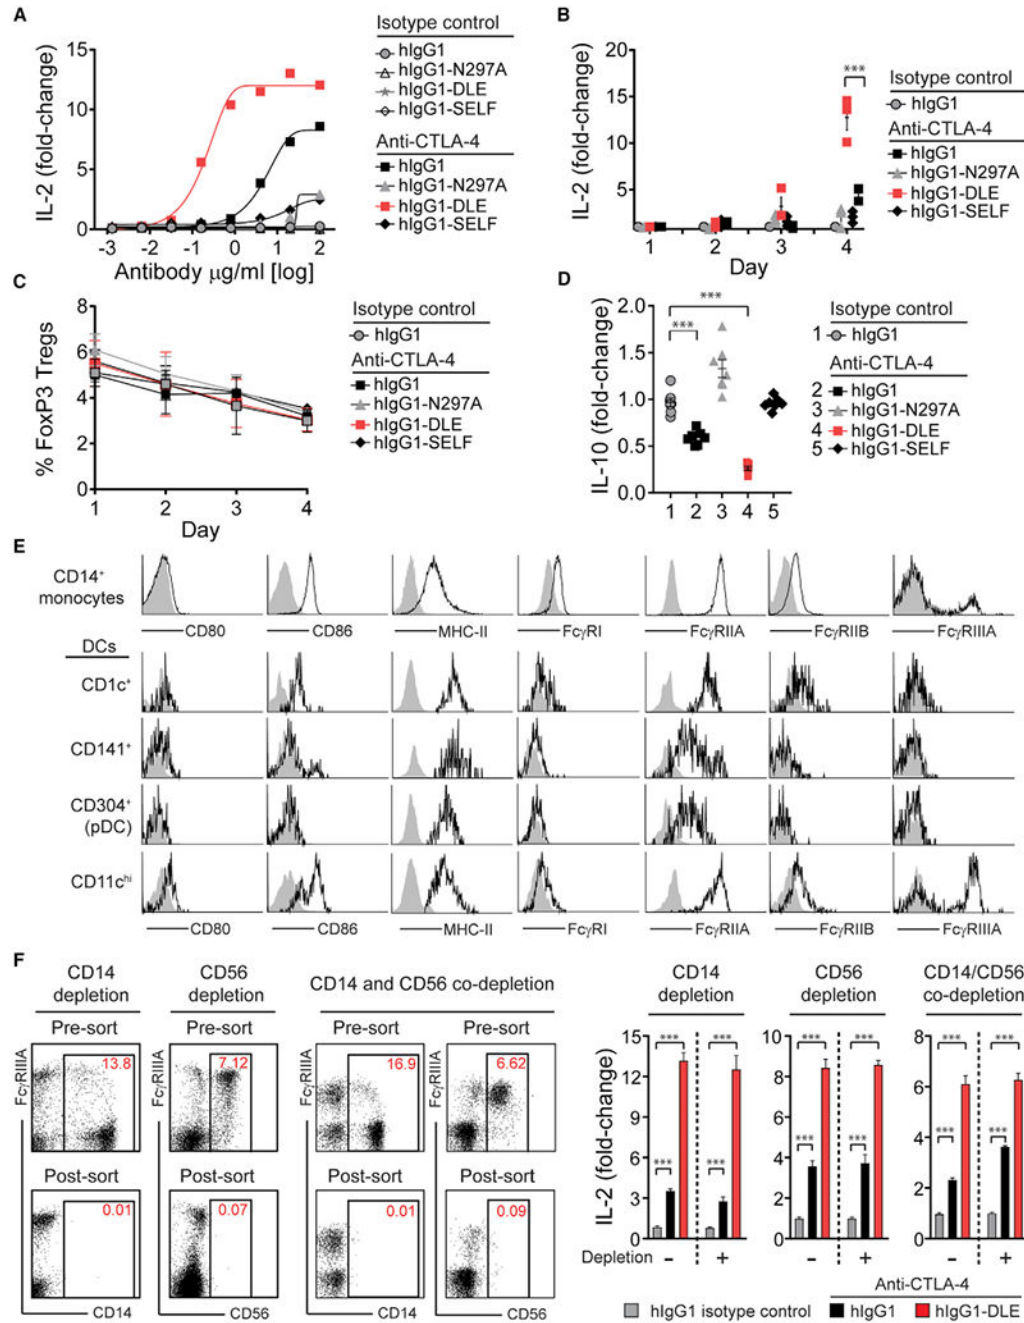 A
IL-2 (fold-change)
15
10
5
0
-3 -2 -1 0 1 2
Antibody μg/ml [log]
Isotype control
hIgG1
hIgG1-N297A
hIgG1-DLE
hIgG1-SELF
Anti-CTLA-4
hIgG1
hIgG1-N297A
hIgG1-DLE
hIgG1-SELF
B
IL-2 (fold-change)
20
15
10
5
***
1 2 3 4
Day
Isotype control
hIgG1
Anti-CTLA-4
hIgG1
hIgG1-N297A
hIgG1-DLE
hIgG1-SELF
C
% FoxP3 Tregs
8
6
4
2
0
1 2 3 4
Day
Isotype control
hIgG1
Anti-CTLA-4
hIgG1
hIgG1-N297A
hIgG1-DLE
hIgG1-SELF
D
IL-10 (fold-change)
2.0
1.5
1.0
0.5
0.0
***
***
1 2 3 4 5
Isotype control
1 hIgG1
Anti-CTLA-4
2 hIgG1
3 hIgG1-N297A
4 hIgG1-DLE
5 hIgG1-SELF
E
CD14+
monocytes
CD80 CD86 MHC-II FcγRI FcγRIIA FcγRIIB FcγRIIIA
DCs
CD1c+
CD141+
CD304+
(pDC)
CD11chi
CD80 CD86 MHC-II FcγRI FcγRIIA FcγRIIB FcγRIIIA
F
CD14
depletion
CD56
depletion
CD14 and CD56 co-depletion
Pre-sort Pre-sort Pre-sort Pre-sort
FcγRIIIA FcγRIIIA FcγRIIIA FcγRIIIA
13.8 7.12 16.9 6.62
Post-sort Post-sort Post-sort Post-sort
0.01 0.07 0.01 0.09
CD14 CD56 CD14 CD56
CD14
depletion
CD56
depletion
CD14/CD56
co-depletion
IL-2 (fold-change)
15
12
9
6
3
0
*** ***
*** ***
10
8
6
4
2
0
*** ***
*** ***
8
6
4
2
0
*** ***
*** ***
Depletion - + - + - +
Anti-CTLA-4
hIgG1 isotype control hIgG1 hIgG1-DLE